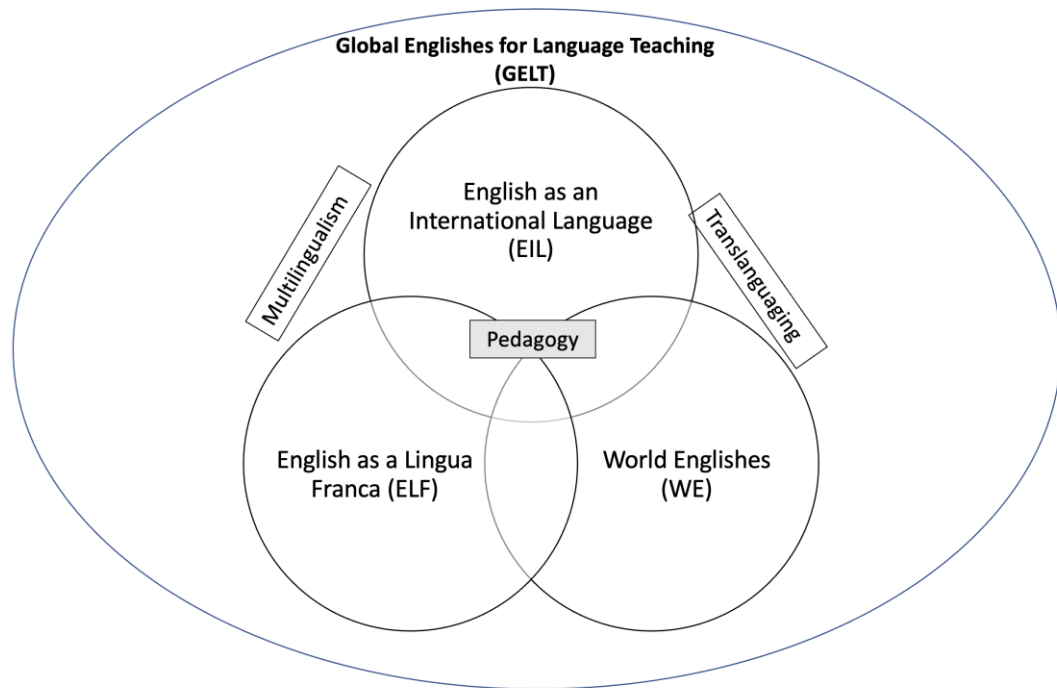 Global Englishes for Language Teaching
(GELT)
English as an
International Language
(EIL)
Multilingualism
Translanguaging
Pedagogy
English as a Lingua
Franca (ELF)
World Englishes
(WE)